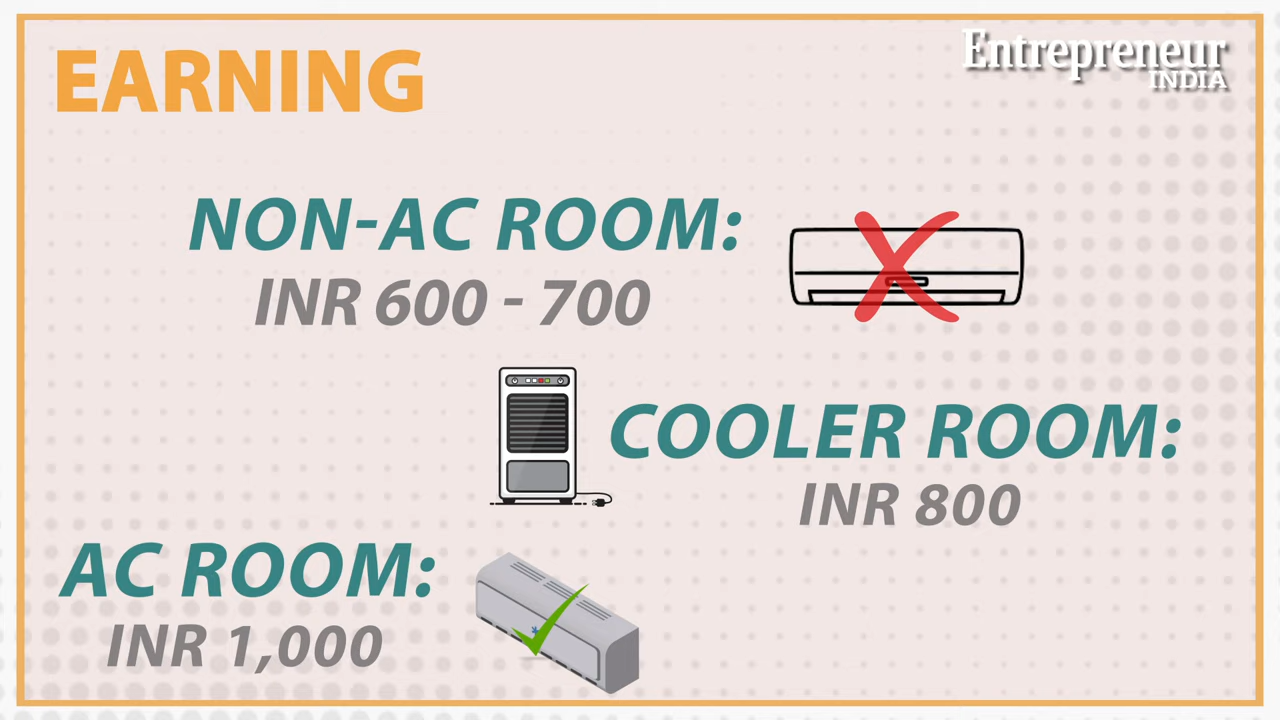 EARNING
Entrepreneur
INDIA
NON-AC ROOM:
INR 600 - 700
COOLER ROOM:
INR 800
AC ROOM:
INR 1,000